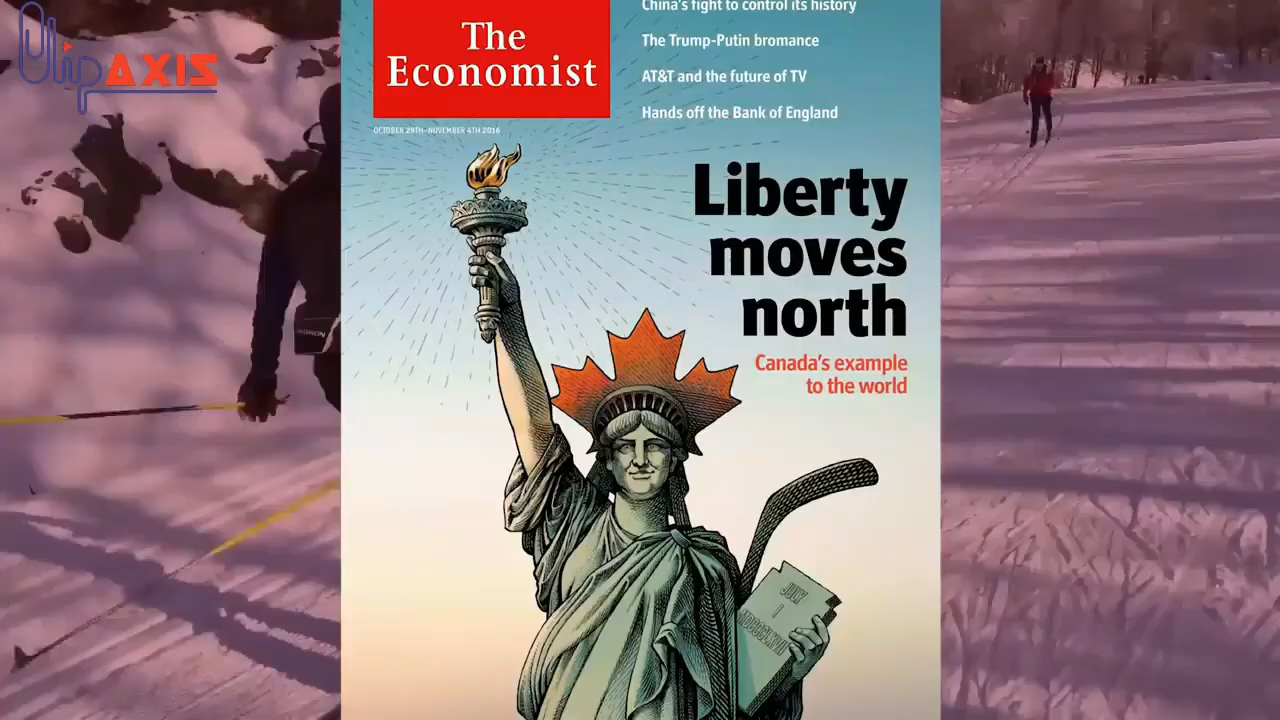 ClipAXIS
The
Economist
OCTOBER 29TH–NOVEMBER 4TH 2016
China's fight to control its history
The Trump-Putin bromance
AT&T and the future of TV
Hands off the Bank of England
Liberty
moves
north
Canada's example
to the world
JULY
I